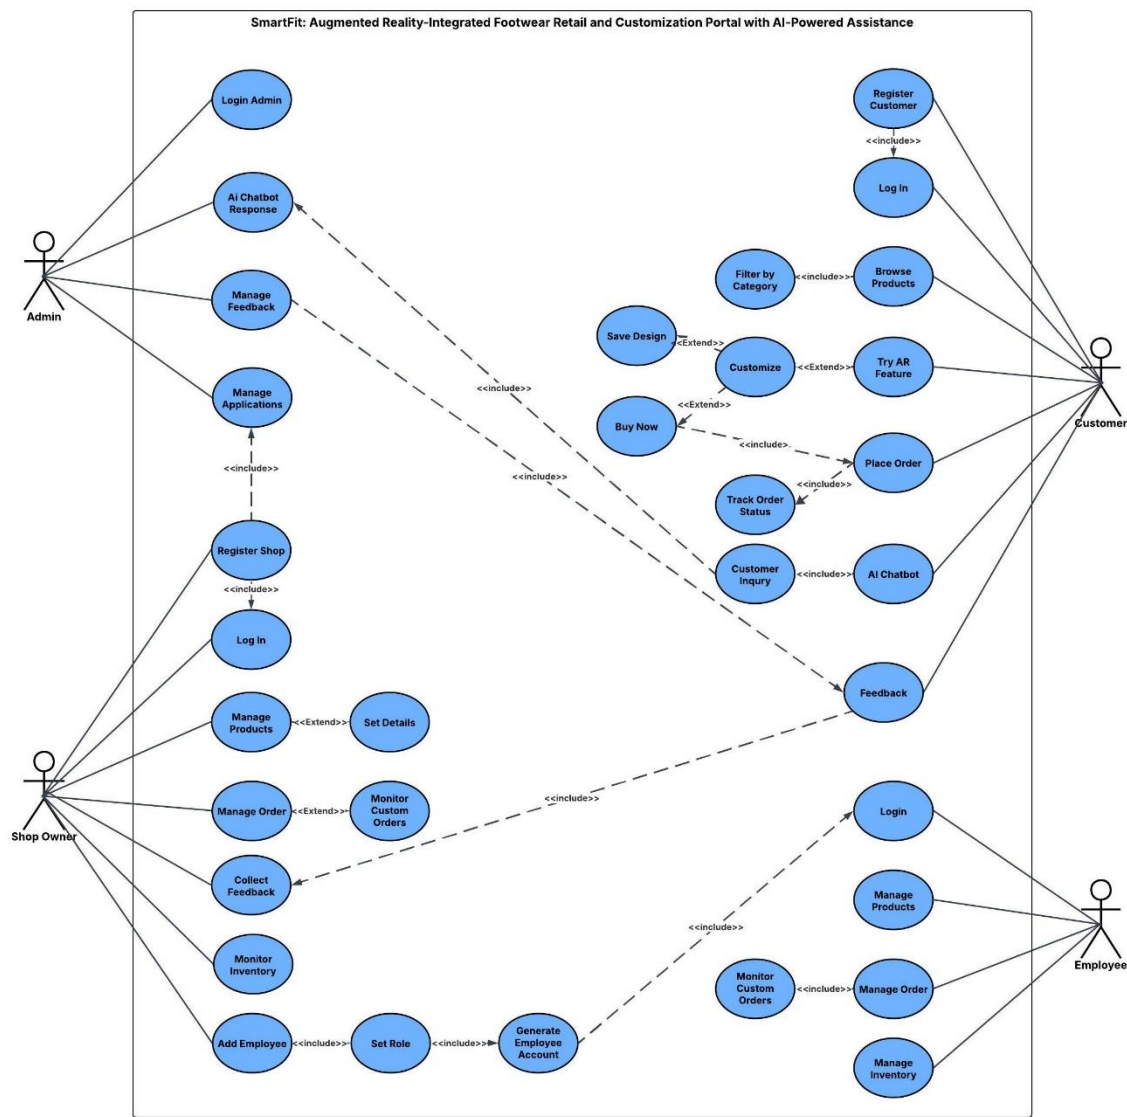 SmartFit: Augmented Reality-Integrated Footwear Retail and Customization Portal with AI-Powered Assistance
Login Admin
Ai Chatbot
Response
Manage
Feedback
Manage
Applications
Admin
<<include>>
Register Shop
<<include>>
Log In
Manage
Products
<<Extend>>
Set Details
Manage Order
<<Extend>>
Monitor
Custom
Orders
Collect
Feedback
Monitor
Inventory
Add Employee
<<include>>
Set Role
<<include>>
Generate
Employee
Account
Shop Owner
<<include>>
<<include>>
<<include>>
<<include>>
Register
Customer
<<include>>
Log In
Filter by
Category
<<include>>
Browse
Products
Save Design
<<Extend>>
Customize
<<Extend>>
Try AR
Feature
<<Extend>>
Buy Now
<<include>>
Place Order
<<include>>
Track Order
Status
Customer
Inqury
<<include>>
AI Chatbot
Feedback
Customer
Login
Manage
Products
Monitor
Custom
Orders
<<include>>
Manage Order
Manage
Inventory
Employee